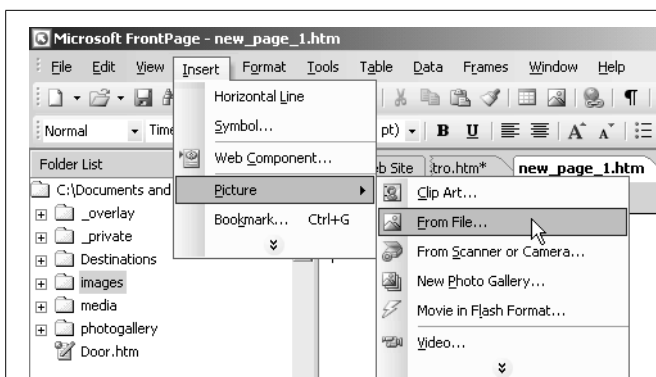 Microsoft FrontPage - new_page_1.htm
File Edit View Insert Format Tools Table Data Frames Window Help
Horizontal Line
Normal
Symbol...
pt) B U A A
Folder List
Web Component...
tro.htm*
new_page_1.htm
C:\Documents and
Picture
Clip Art...
_overlay
Bookmark... Ctrl+G
From File...
_private
From Scanner or Camera...
Destinations
images
New Photo Gallery...
media
Movie in Flash Format...
photogallery
Door.htm
Video...